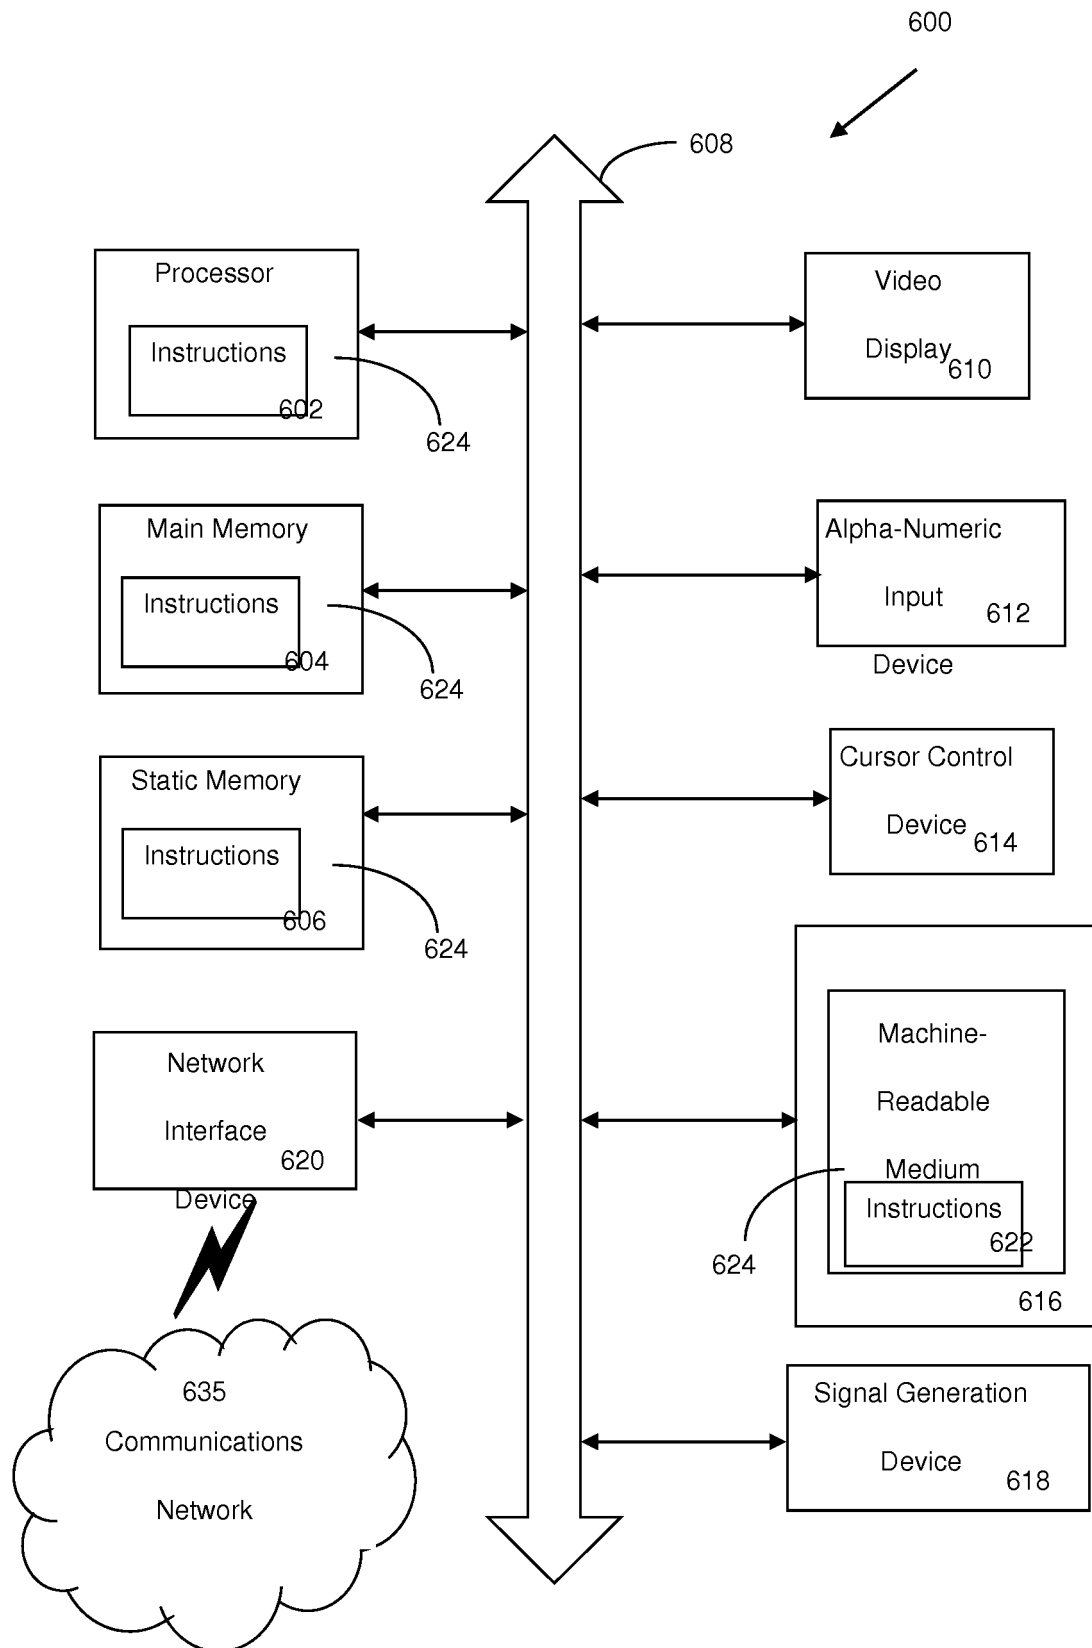 600
608
Processor
Instructions
602
624
Video
Display
610
Main Memory
Instructions
604
624
Alpha-Numeric
Input
612
Device
Static Memory
Instructions
606
624
Cursor Control
Device
614
Network
Interface
620
Device
Machine-
Readable
Medium
Instructions
622
624
616
635
Communications
Network
Signal Generation
Device
618